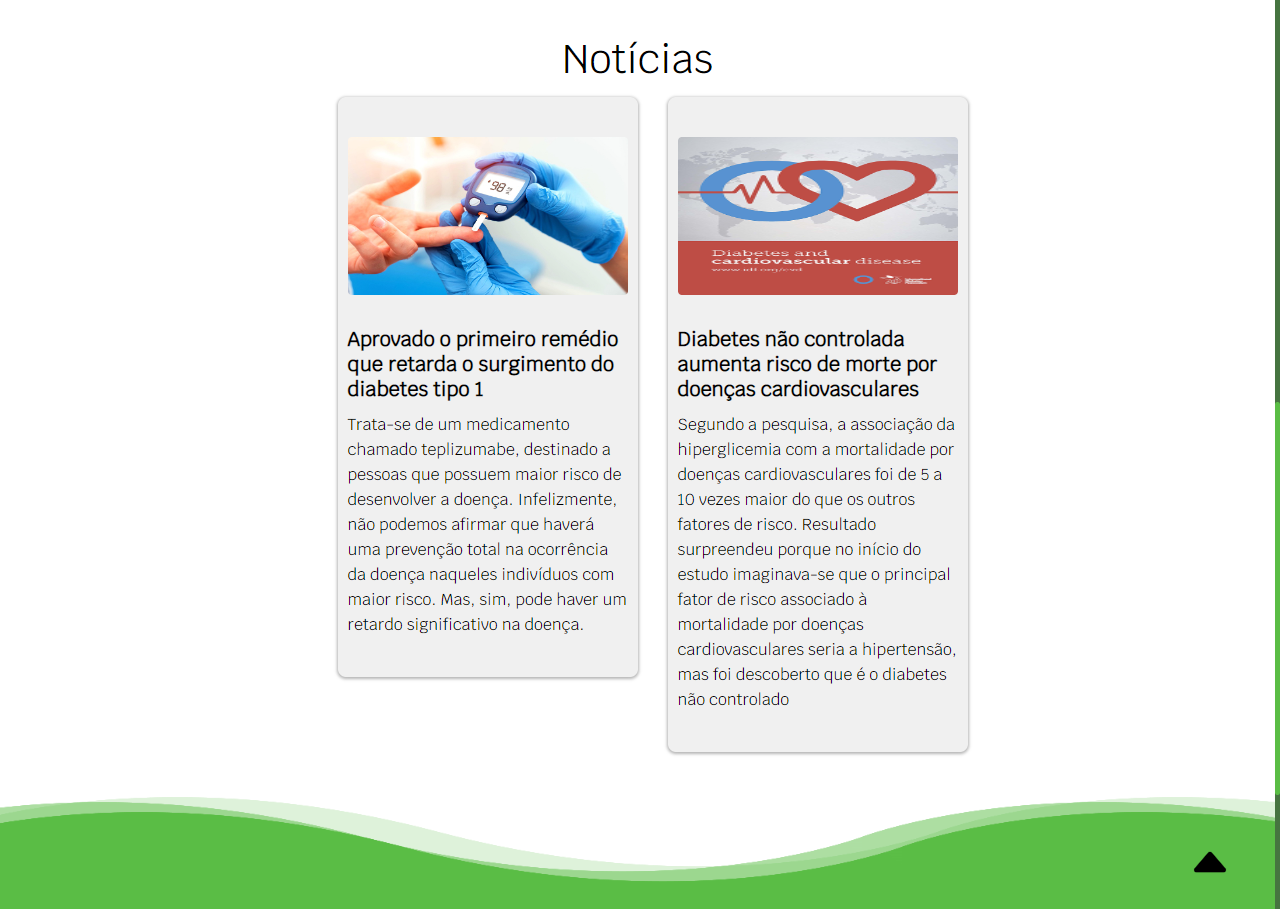 Notícias
98
Aprovado o primeiro remédio
que retarda o surgimento do
diabetes tipo 1
Trata-se de um medicamento
chamado teplizumabe, destinado a
pessoas que possuem maior risco de
desenvolver a doença. Infelizmente,
não podemos afirmar que haverá
uma prevenção total na ocorrência
da doença naqueles indivíduos com
maior risco. Mas, sim, pode haver um
retardo significativo na doença.
Diabetes and
cardiovascular disease
Diabetes não controlada
aumenta risco de morte por
doenças cardiovasculares
Segundo a pesquisa, a associação da
hiperglicemia com a mortalidade por
doenças cardiovasculares foi de 5 a
10 vezes maior do que os outros
fatores de risco. Resultado
surpreendeu porque no início do
estudo imaginava-se que o principal
fator de risco associado à
mortalidade por doenças
cardiovasculares seria a hipertensão,
mas foi descoberto que é o diabetes
não controlado